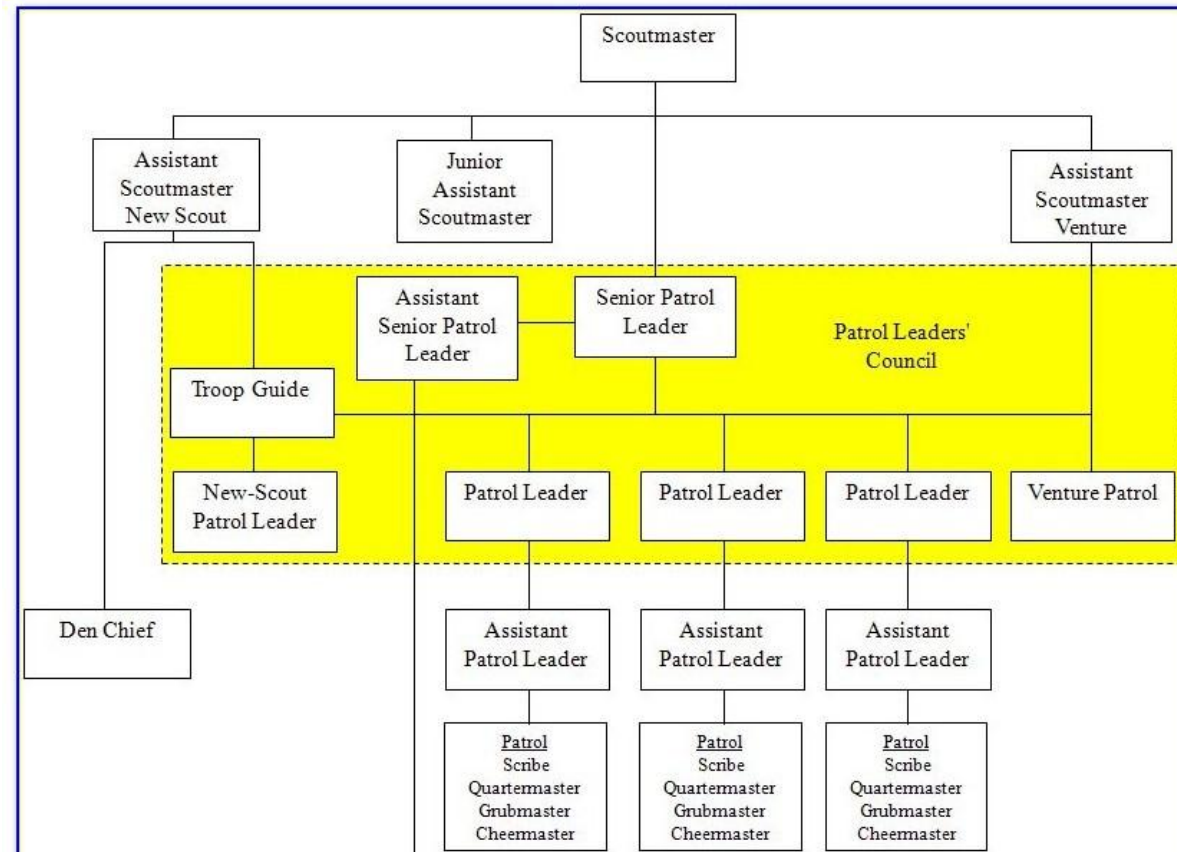 Scoutmaster
Assistant
Scoutmaster
New Scout
Junior
Assistant
Scoutmaster
Assistant
Scoutmaster
Venture
Assistant
Senior Patrol
Leader
Senior Patrol
Leader
Patrol Leaders'
Council
Troop Guide
New-Scout
Patrol Leader
Patrol Leader
Patrol Leader
Patrol Leader
Venture Patrol
Den Chief
Assistant
Patrol Leader
Assistant
Patrol Leader
Assistant
Patrol Leader
Patrol
Scribe
Quartermaster
Grubmaster
Cheermaster
Patrol
Scribe
Quartermaster
Grubmaster
Cheermaster
Patrol
Scribe
Quartermaster
Grubmaster
Cheermaster